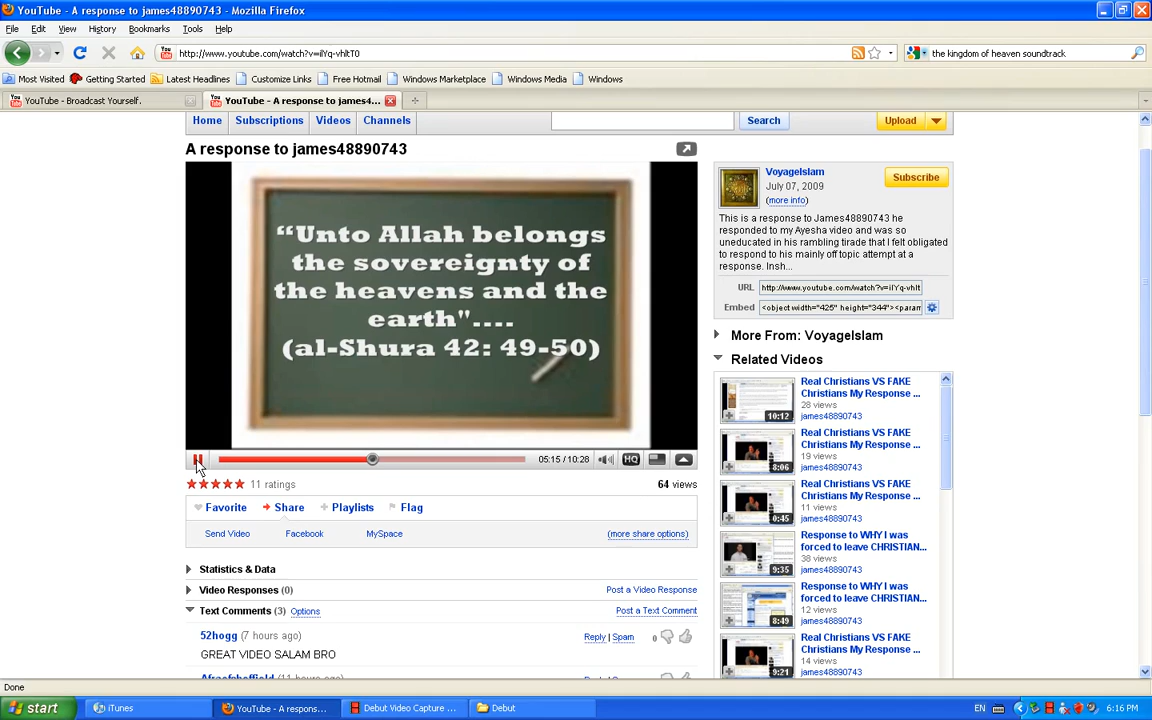 YouTube - A response to james48890743 - Mozilla Firefox
File Edit View History Bookmarks Tools Help
http://www.youtube.com/watch?v=iIYq-vhltT0
the kingdom of heaven soundtrack
Most Visited Getting Started Latest Headlines Customize Links Free Hotmail Windows Marketplace Windows Media Windows
YouTube - Broadcast Yourself.
YouTube - A response to james4...
Home Subscriptions Videos Channels Search Upload
A response to james48890743
“Unto Allah belongs
the sovereignty of
the heavens and the
earth"....
(al-Shura 42: 49-50)
05:15 / 10:28 HQ
11 ratings
64 views
Favorite Share Playlists Flag
Send Video Facebook MySpace (more share options)
Statistics & Data
Video Responses (0) Post a Video Response
Text Comments (3) Options Post a Text Comment
52hogg (7 hours ago) Reply | Spam 0
GREAT VIDEO SALAM BRO
VoyageIslam
July 07, 2009
(more info)
Subscribe
This is a response to James48890743 he
responded to my Ayesha video and was so
uneducated in his rambling tirade that I felt obligated
to respond to his mainly off topic attempt at a
response. Insh...
URL http://www.youtube.com/watch?v=iIYq-vhlt
Embed <object width="425" height="344"><param
More From: VoyageIslam
Related Videos
Real Christians VS FAKE
Christians My Response ...
28 views
james48890743
10:12
Real Christians VS FAKE
Christians My Response ...
19 views
james48890743
8:06
Real Christians VS FAKE
Christians My Response ...
11 views
james48890743
0:45
Response to WHY I was
forced to leave CHRISTIAN...
38 views
james48890743
9:35
Response to WHY I was
forced to leave CHRISTIAN...
12 views
james48890743
8:49
Real Christians VS FAKE
Christians My Response ...
14 views
james48890743
9:21
Done
start iTunes YouTube - A respons... Debut Video Capture ... Debut EN 6:16 PM